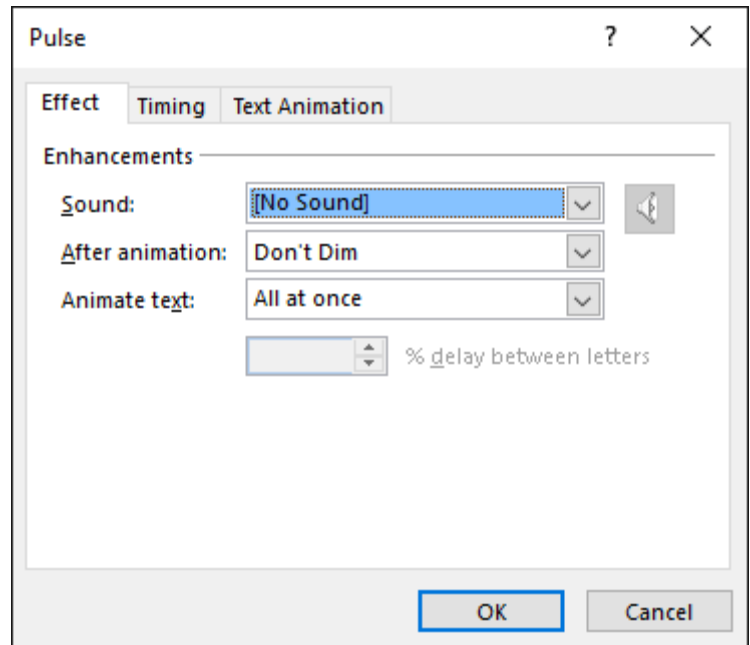 Pulse ?
Effect Timing Text Animation
Enhancements
Sound: [No Sound]
After animation: Don't Dim
Animate text: All at once
% delay between letters
OK Cancel